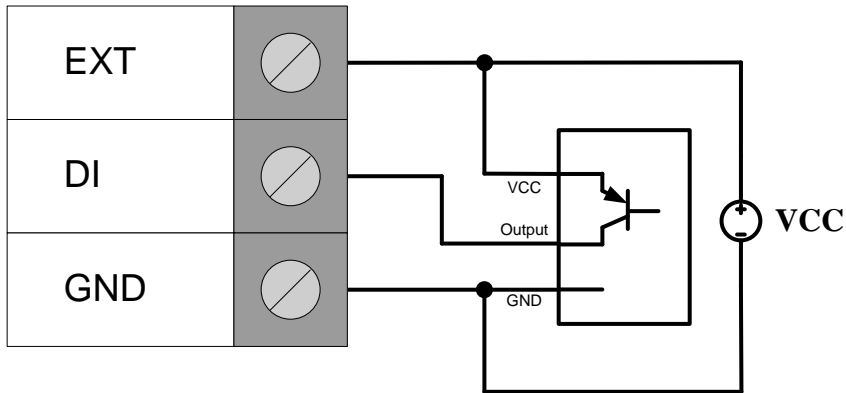 EXT
DI
GND
VCC
Output
GND
+
−
VCC